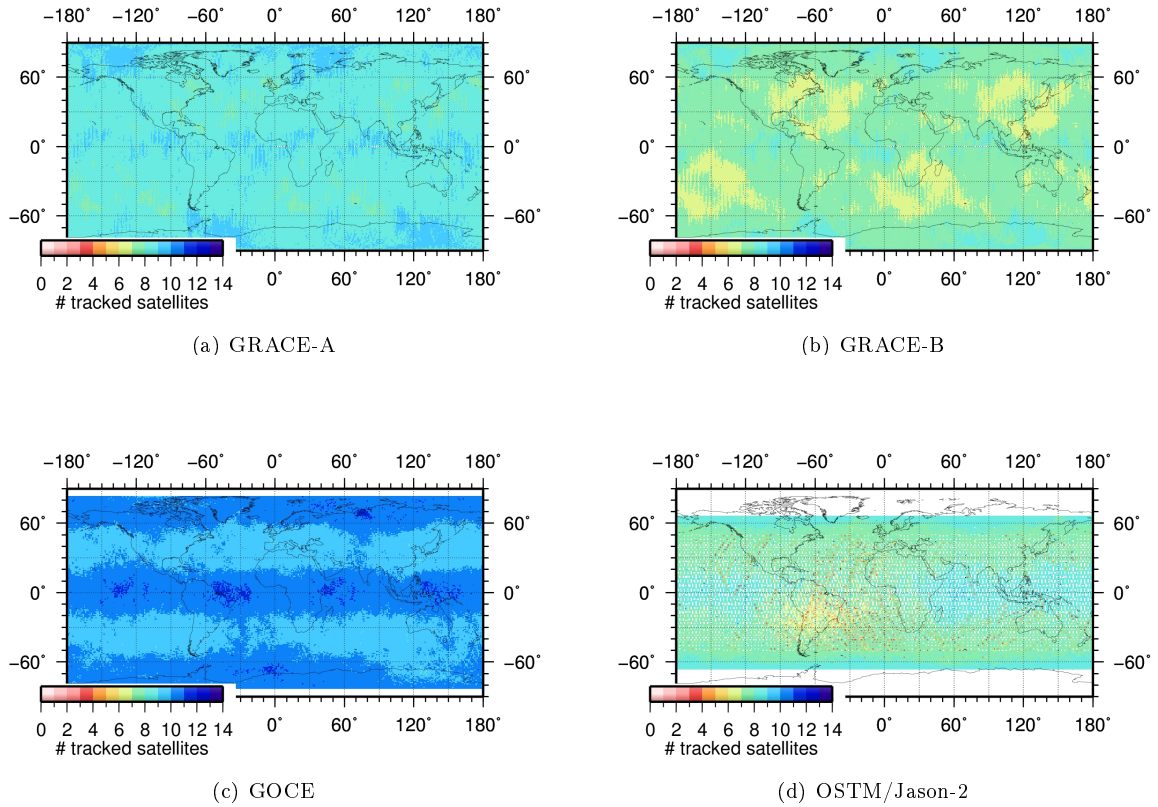 −180˚ −120˚ −60˚ 0˚ 60˚ 120˚ 180˚
60˚ 60˚
0˚ 0˚
−60˚ −60˚
0˚ 60˚ 120˚ 180˚
0 2 4 6 8 10 12 14
# tracked satellites
(a) GRACE-A
−180˚ −120˚ −60˚ 0˚ 60˚ 120˚ 180˚
60˚ 60˚
0˚ 0˚
−60˚ −60˚
0˚ 60˚ 120˚ 180˚
0 2 4 6 8 10 12 14
# tracked satellites
(b) GRACE-B
−180˚ −120˚ −60˚ 0˚ 60˚ 120˚ 180˚
60˚ 60˚
0˚ 0˚
−60˚ −60˚
0˚ 60˚ 120˚ 180˚
0 2 4 6 8 10 12 14
# tracked satellites
(c) GOCE
−180˚ −120˚ −60˚ 0˚ 60˚ 120˚ 180˚
60˚ 60˚
0˚ 0˚
−60˚ −60˚
0˚ 60˚ 120˚ 180˚
0 2 4 6 8 10 12 14
# tracked satellites
(d) OSTM/Jason-2